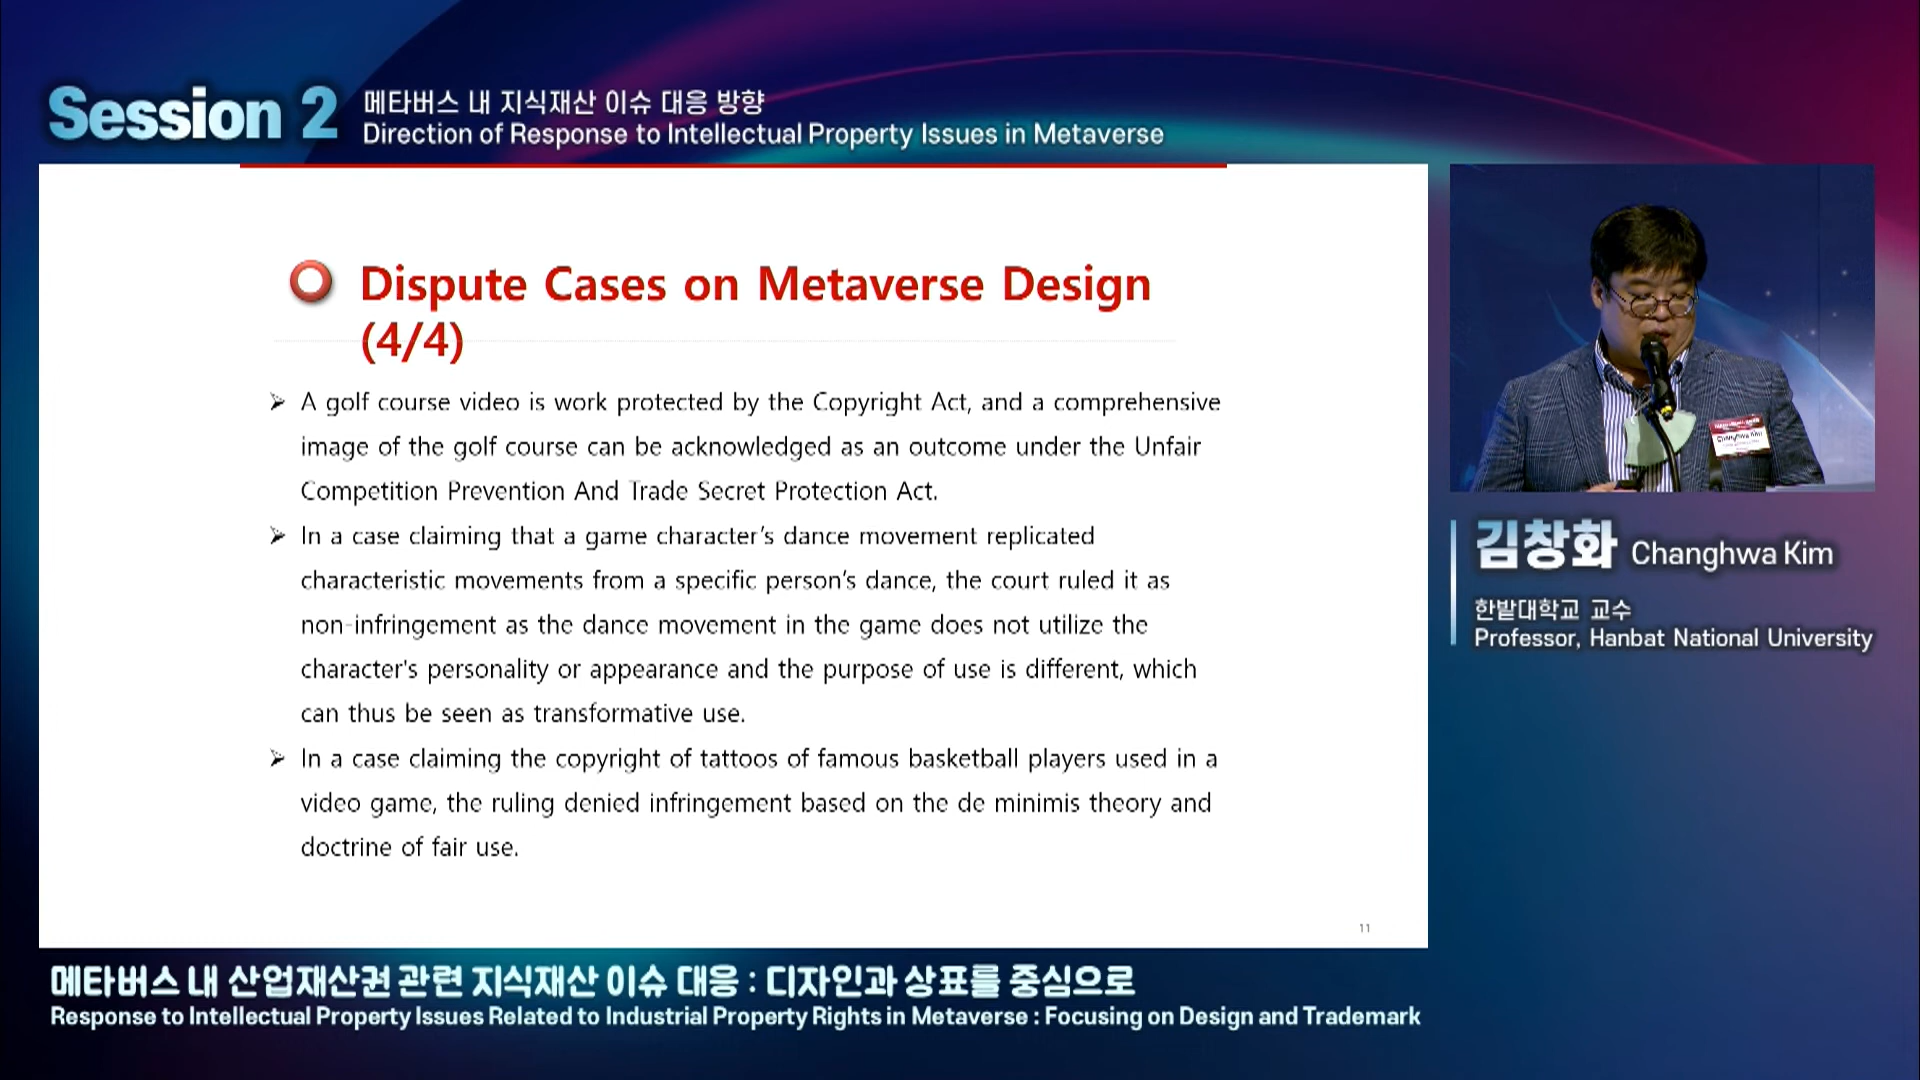 Session 2
메타버스 내 지식재산 이슈 대응 방향
Direction of Response to Intellectual Property Issues in Metaverse
Dispute Cases on Metaverse Design
(4/4)
➢ A golf course video is work protected by the Copyright Act, and a comprehensive
image of the golf course can be acknowledged as an outcome under the Unfair
Competition Prevention And Trade Secret Protection Act.
➢ In a case claiming that a game character’s dance movement replicated
characteristic movements from a specific person’s dance, the court ruled it as
non-infringement as the dance movement in the game does not utilize the
character's personality or appearance and the purpose of use is different, which
can thus be seen as transformative use.
➢ In a case claiming the copyright of tattoos of famous basketball players used in a
video game, the ruling denied infringement based on the de minimis theory and
doctrine of fair use.
11
Changhwa Kim
김창화 Changhwa Kim
한밭대학교 교수
Professor, Hanbat National University
메타버스 내 산업재산권 관련 지식재산 이슈 대응 : 디자인과 상표를 중심으로
Response to Intellectual Property Issues Related to Industrial Property Rights in Metaverse : Focusing on Design and Trademark